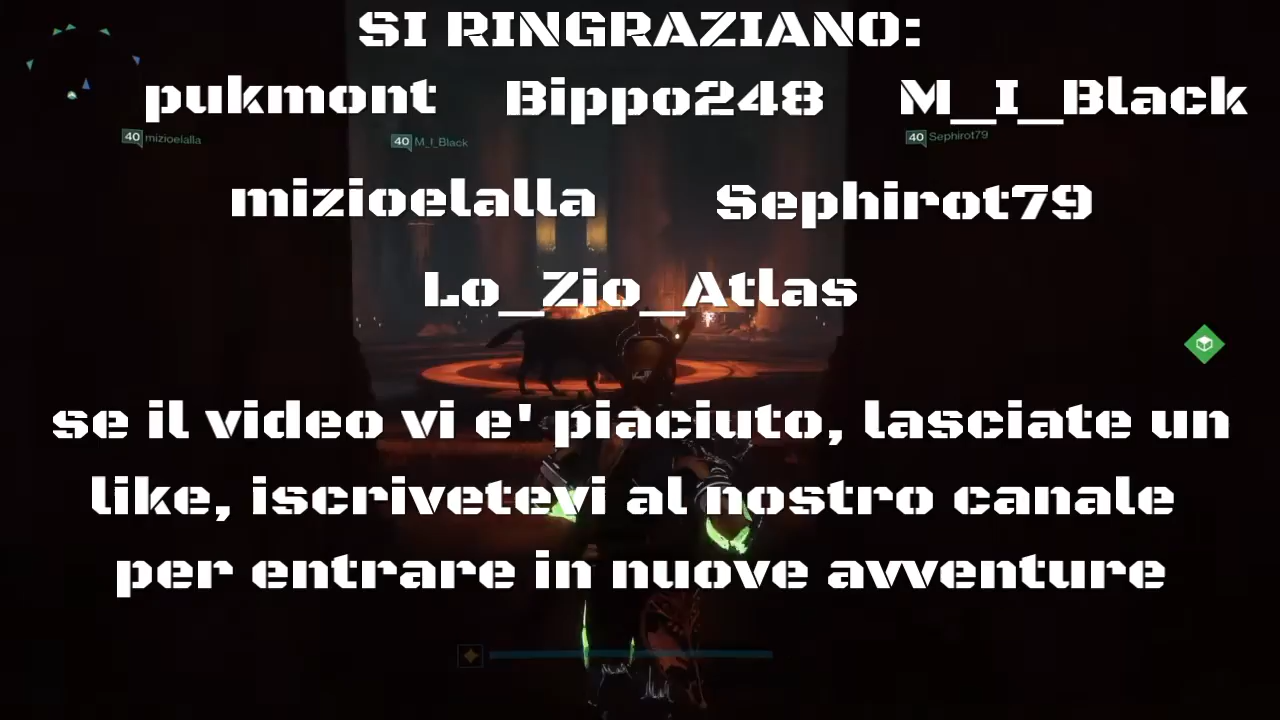 SI RINGRAZIANO:
pukmont Bippo248 M_I_Black
40 mizioelalla 40 M_I_Black 40 Sephirot79
mizioelalla Sephirot79
Lo_Zio_Atlas
se il video vi e' piaciuto, lasciate un
like, iscrivetevi al nostro canale
per entrare in nuove avventure